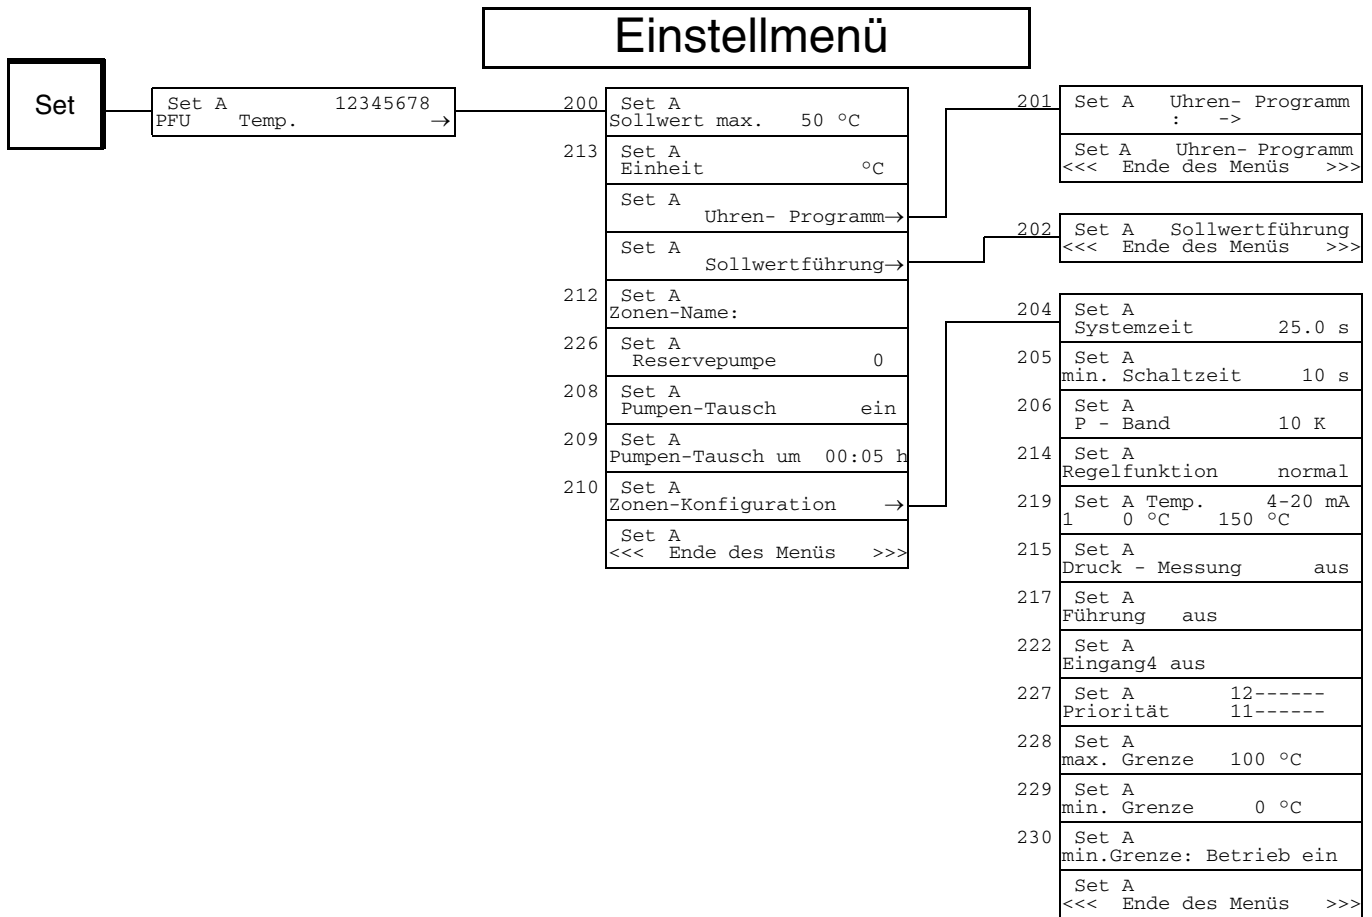 Einstellmenü
Set
Set A 12345678
PFU Temp. →
200 Set A
Sollwert max. 50 °C
213 Set A
Einheit °C
Set A
Uhren- Programm→
Set A
Sollwertführung→
212 Set A
Zonen-Name:
226 Set A
Reservepumpe 0
208 Set A
Pumpen-Tausch ein
209 Set A
Pumpen-Tausch um 00:05 h
210 Set A
Zonen-Konfiguration →
Set A
<<< Ende des Menüs >>>
201 Set A Uhren- Programm
: ->
Set A Uhren- Programm
<<< Ende des Menüs >>>
202 Set A Sollwertführung
<<< Ende des Menüs >>>
204 Set A
Systemzeit 25.0 s
205 Set A
min. Schaltzeit 10 s
206 Set A
P - Band 10 K
214 Set A
Regelfunktion normal
219 Set A Temp. 4-20 mA
1 0 °C 150 °C
215 Set A
Druck - Messung aus
217 Set A
Führung aus
222 Set A
Eingang4 aus
227 Set A 12------
Priorität 11------
228 Set A
max. Grenze 100 °C
229 Set A
min. Grenze 0 °C
230 Set A
min.Grenze: Betrieb ein
Set A
<<< Ende des Menüs >>>